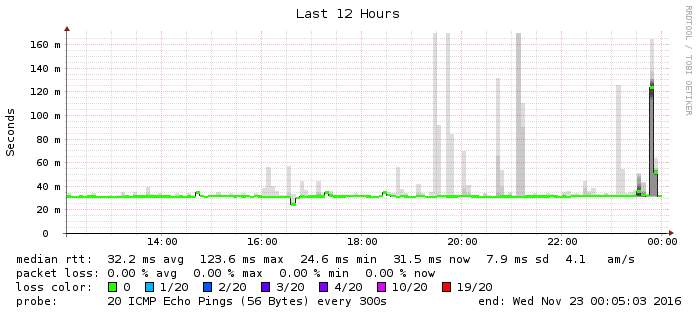 Last 12 Hours
RRDTOOL / TOBI OETIKER
Seconds
160 m
140 m
120 m
100 m
80 m
60 m
40 m
20 m
0
14:00 16:00 18:00 20:00 22:00 00:00
median rtt: 32.2 ms avg 123.6 ms max 24.6 ms min 31.5 ms now 7.9 ms sd 4.1 am/s
packet loss: 0.00 % avg 0.00 % max 0.00 % min 0.00 % now
loss color: 0 1/20 2/20 3/20 4/20 10/20 19/20
probe: 20 ICMP Echo Pings (56 Bytes) every 300s end: Wed Nov 23 00:05:03 2016